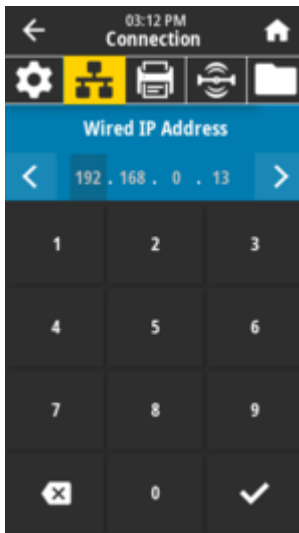 03:12 PM
Connection
Wired IP Address
192 . 168 . 0 . 13
1 2 3
4 5 6
7 8 9
0